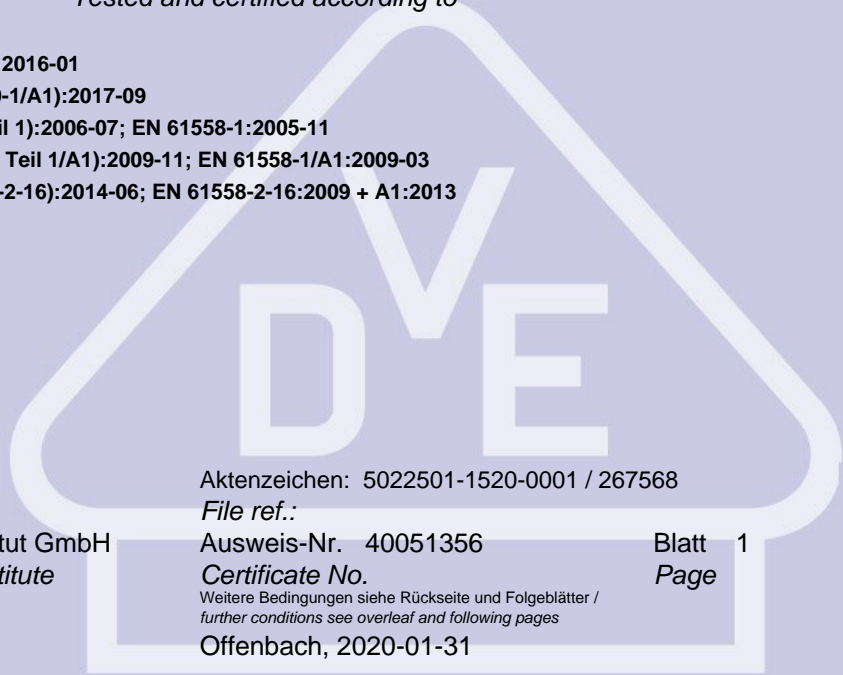 Tested and certified according to
2016-01
-1/A1):2017-09
il 1):2006-07; EN 61558-1:2005-11
Teil 1/A1):2009-11; EN 61558-1/A1:2009-03
-2-16):2014-06; EN 61558-2-16:2009 + A1:2013
VDE
Aktenzeichen: 5022501-1520-0001 / 267568
File ref.:
tut GmbH Ausweis-Nr. 40051356 Blatt 1
titute Certificate No. Page
Weitere Bedingungen siehe Rückseite und Folgeblätter /
further conditions see overleaf and following pages
Offenbach, 2020-01-31